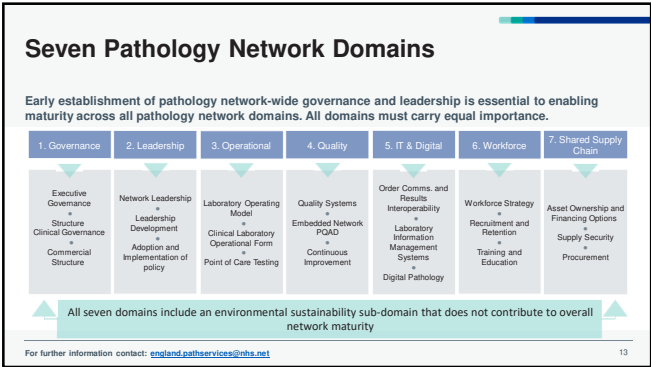 Seven Pathology Network Domains
Early establishment of pathology network-wide governance and leadership is essential to enabling
maturity across all pathology network domains. All domains must carry equal importance.
1. Governance
2. Leadership
3. Operational
4. Quality
5. IT & Digital
6. Workforce
7. Shared Supply
Chain
Executive
Governance
•
Structure
Clinical Governance
•
Commercial
Structure
Network Leadership
•
Leadership
Development
•
Adoption and
Implementation of
policy
Laboratory Operating
Model
•
Clinical Laboratory
Operational Form
•
Point of Care Testing
Quality Systems
•
Embedded Network
PQAD
•
Continuous
Improvement
Order Comms. and
Results
Interoperability
•
Laboratory
Information
Management
Systems
•
Digital Pathology
Workforce Strategy
•
Recruitment and
Retention
•
Training and
Education
Asset Ownership and
Financing Options
•
Supply Security
•
Procurement
All seven domains include an environmental sustainability sub-domain that does not contribute to overall
network maturity
For further information contact: england.pathservices@nhs.net
13